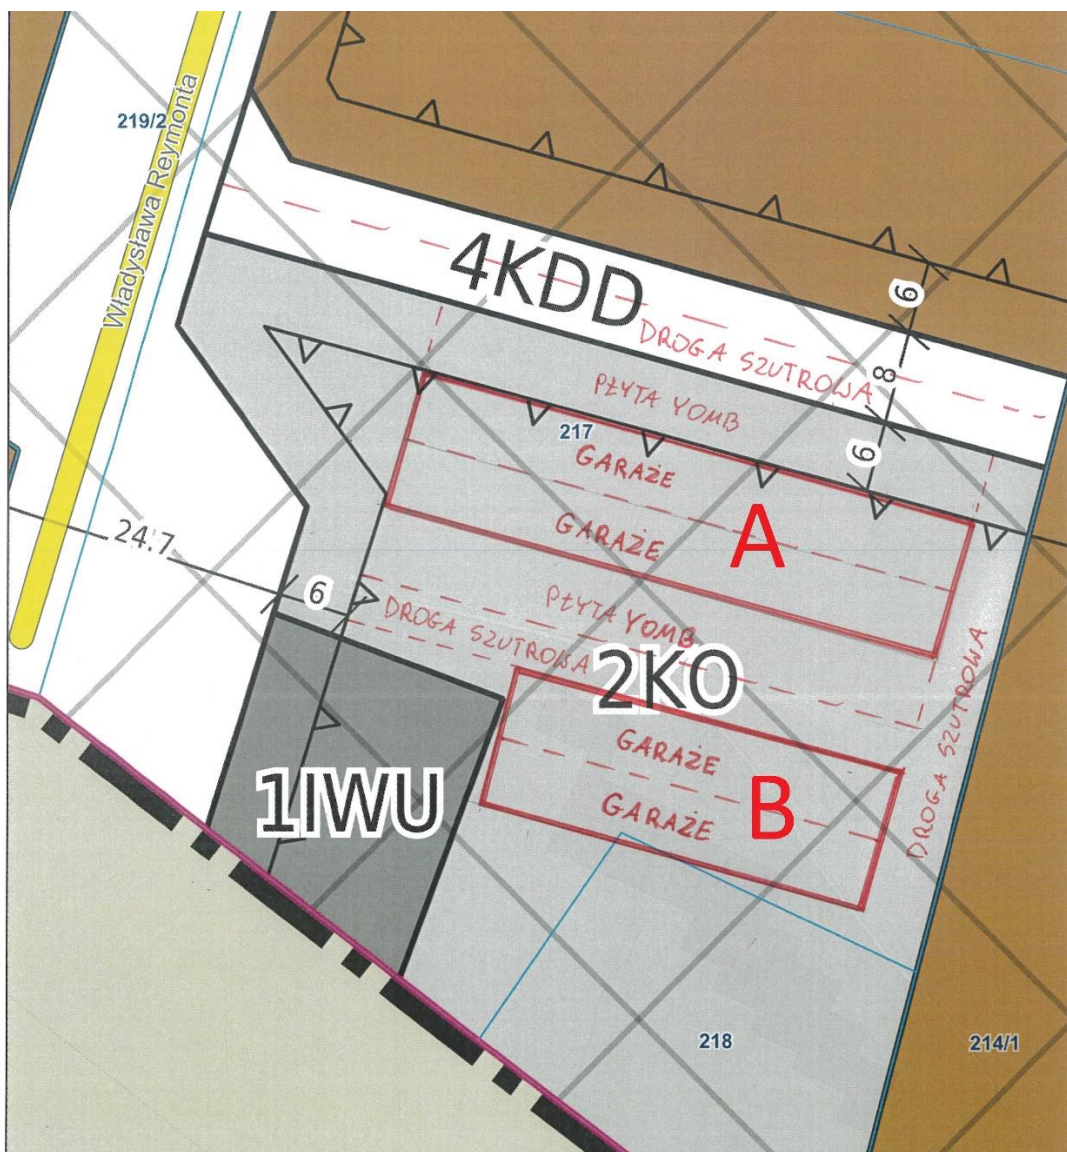 219/2
Władysława Reymonta
4KDD
DROGA SZUTROWA
6
8
6
PŁYTA YOMB
217
GARAŻE
GARAŻE
A
24.7
6
PŁYTA YOMB
DROGA SZUTROWA
2KO
DROGA SZUTROWA
GARAŻE
GARAŻE
B
1IWU
218
214/1